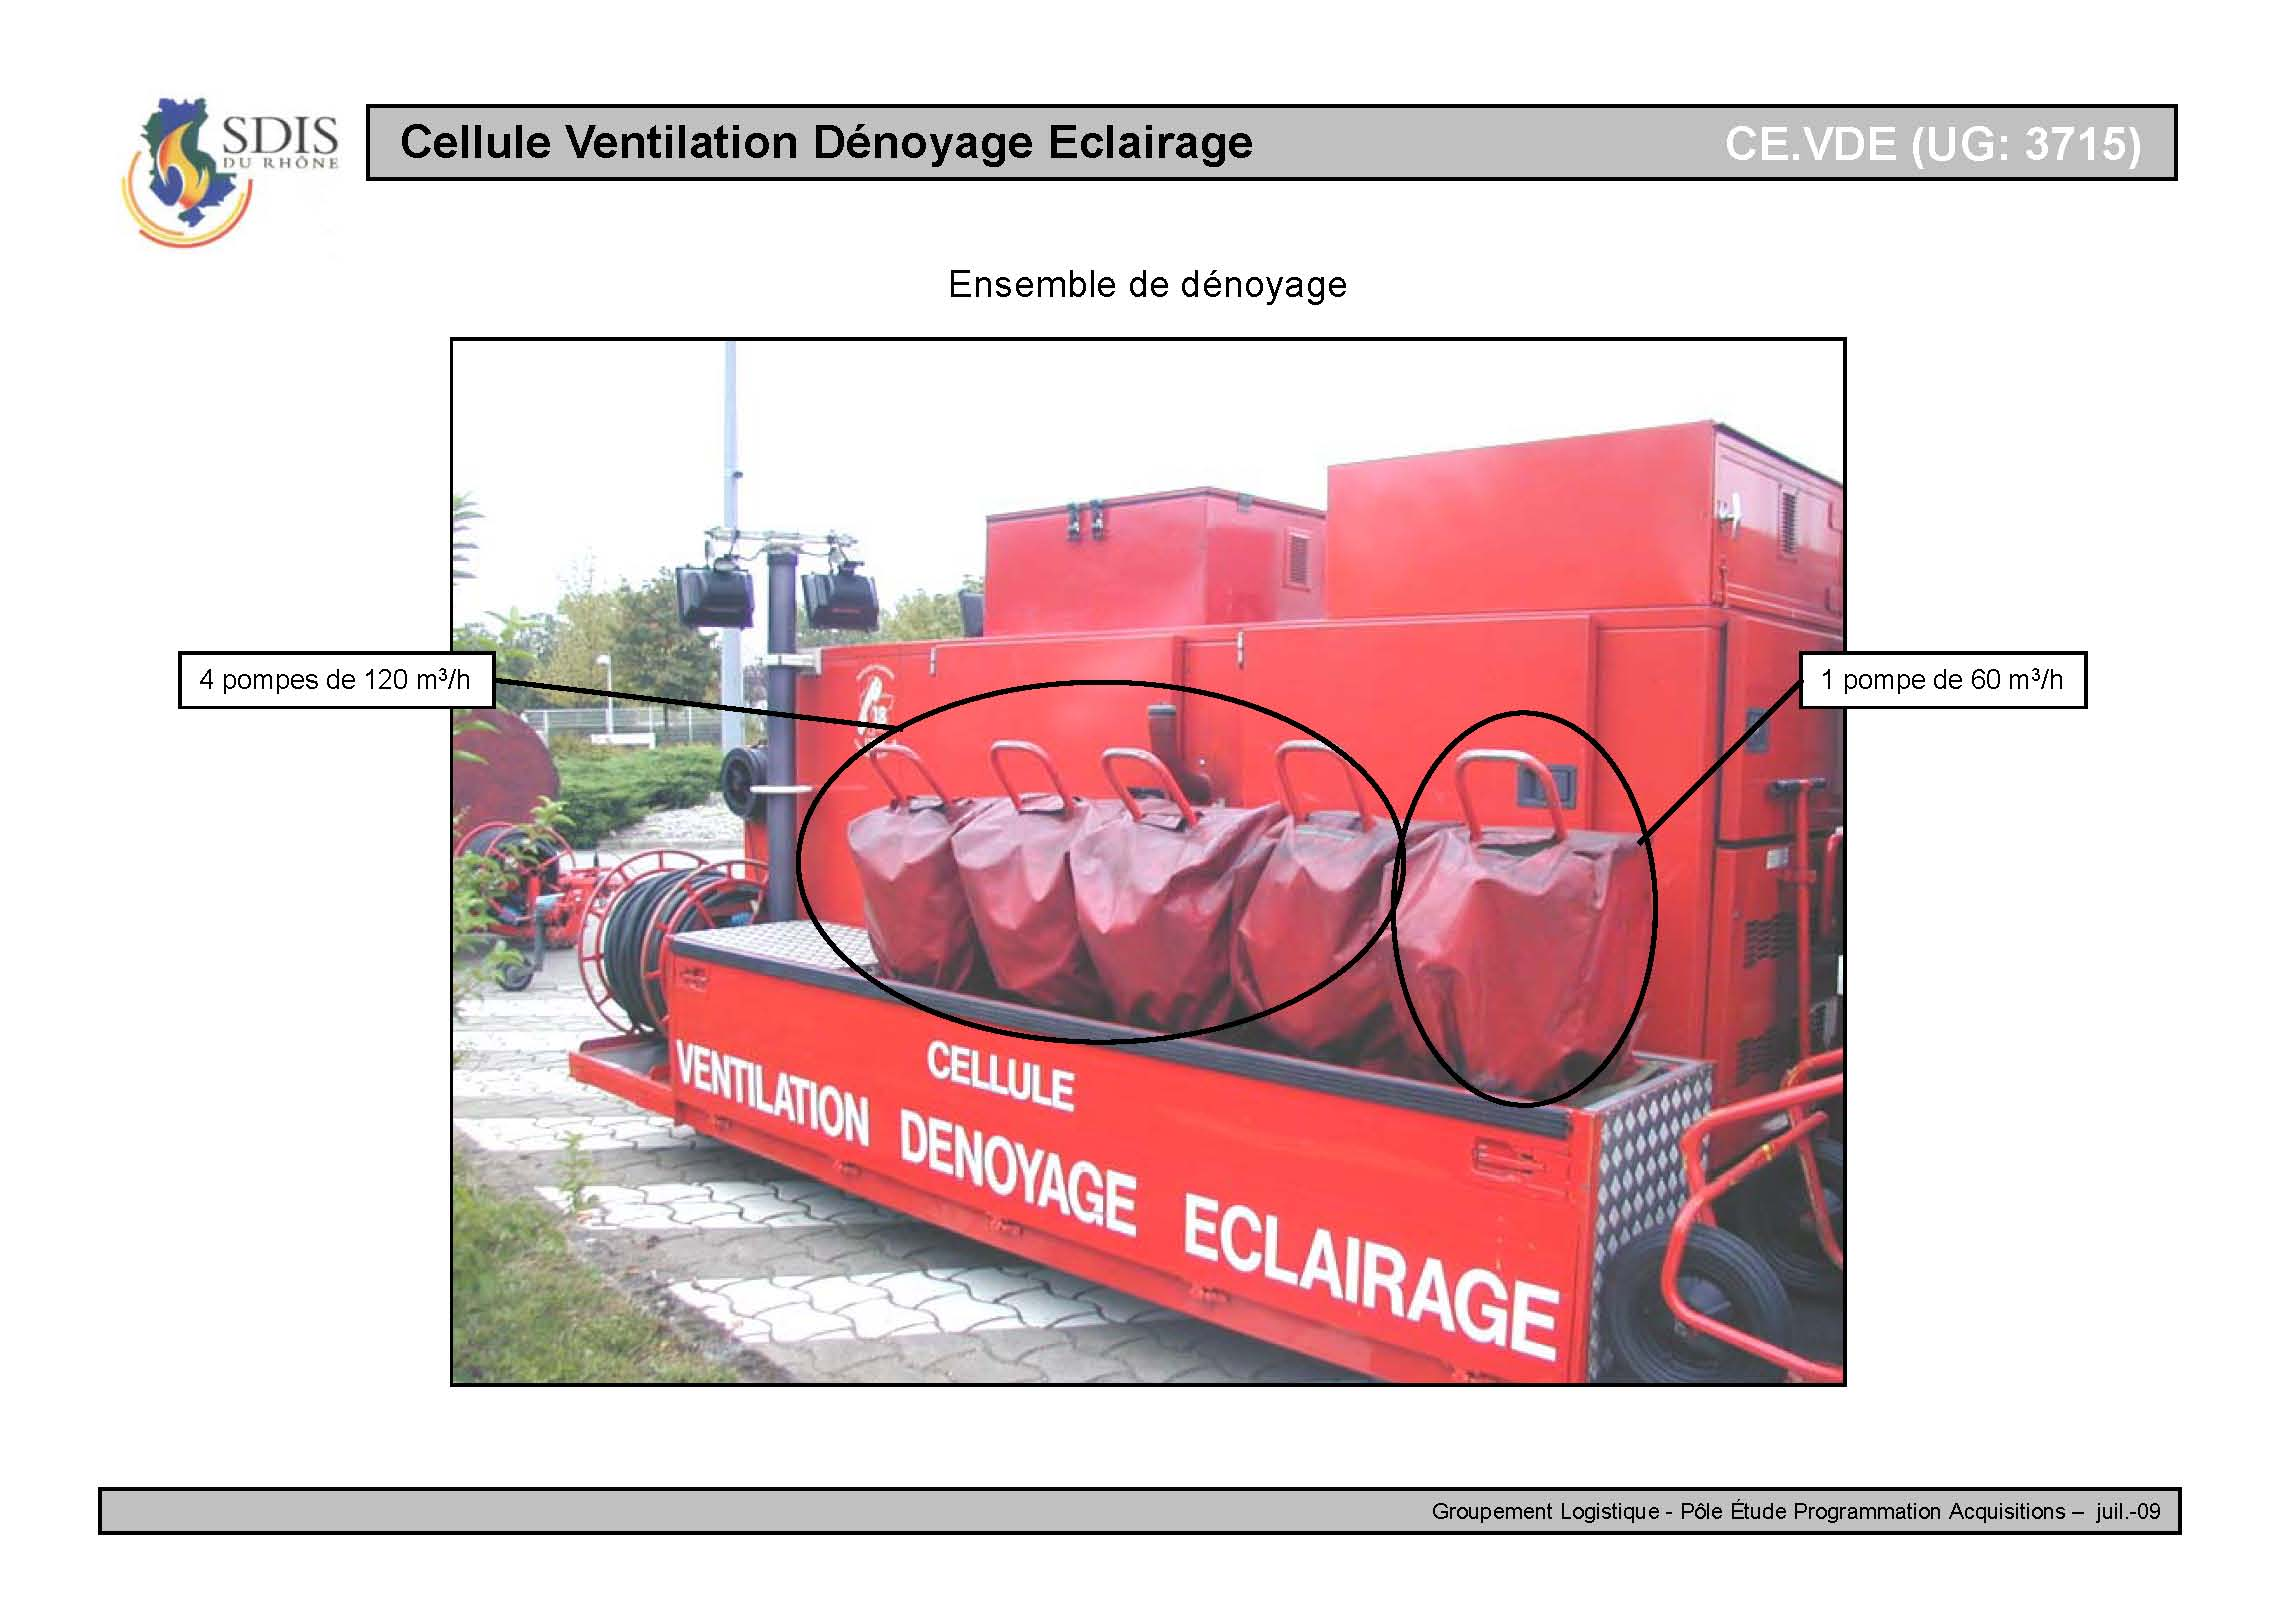 SDIS
DU RHÔNE
Cellule Ventilation Dénoyage Eclairage
CE.VDE (UG: 3715)
Ensemble de dénoyage
4 pompes de 120 m³/h
1 pompe de 60 m³/h
18
CELLULE
VENTILATION DENOYAGE ECLAIRAGE
Groupement Logistique - Pôle Étude Programmation Acquisitions – juil.-09